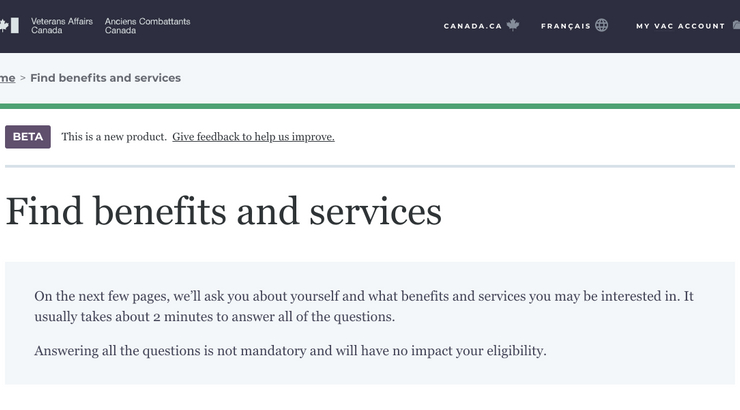 Veterans Affairs Canada
Anciens Combattants Canada
CANADA.CA
FRANÇAIS
MY VAC ACCOUNT
me > Find benefits and services
BETA This is a new product. Give feedback to help us improve.
Find benefits and services
On the next few pages, we'll ask you about yourself and what benefits and services you may be interested in. It
usually takes about 2 minutes to answer all of the questions.
Answering all the questions is not mandatory and will have no impact your eligibility.